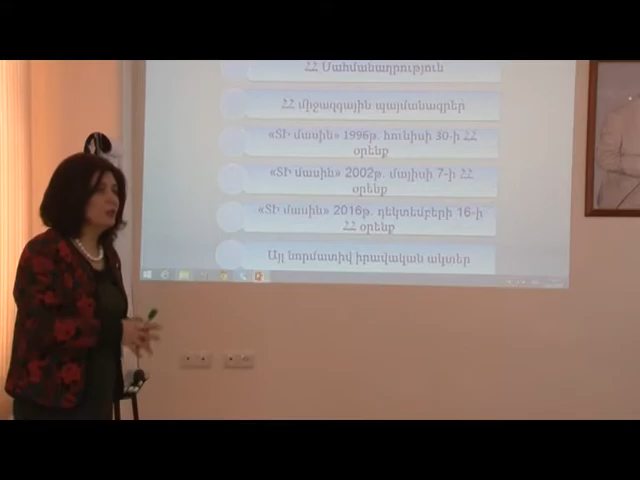 ՀՀ Սահմանադրություն
ՀՀ միջազգային պայմանագրեր
«ՏԻ մասին» 1996թ. հունիսի 30-ի ՀՀ
օրենք
«ՏԻ մասին» 2002թ. մայիսի 7-ի ՀՀ
օրենք
«ՏԻ մասին» 2016թ. դեկտեմբերի 16-ի
ՀՀ օրենք
Այլ նորմատիվ իրավական ակտեր